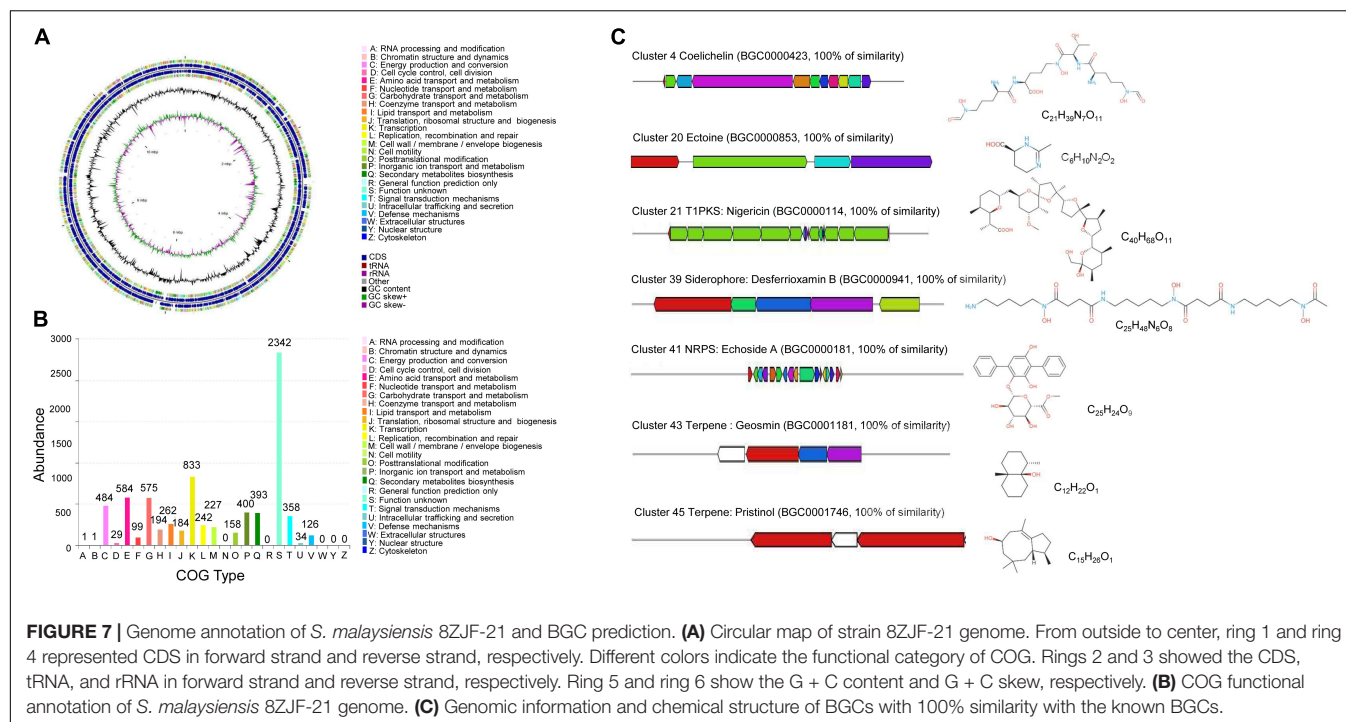 A
A: RNA processing and modification
B: Chromatin structure and dynamics
C: Energy production and conversion
D: Cell cycle control, cell division
E: Amino acid transport and metabolism
F: Nucleotide transport and metabolism
G: Carbohydrate transport and metabolism
H: Coenzyme transport and metabolism
I: Lipid transport and metabolism
J: Translation, ribosomal structure and biogenesis
K: Transcription
L: Replication, recombination and repair
M: Cell wall / membrane / envelope biogenesis
N: Cell motility
O: Posttranslational modification
P: Inorganic ion transport and metabolism
Q: Secondary metabolites biosynthesis
R: General function prediction only
S: Function unknown
T: Signal transduction mechanisms
U: Intracellular trafficking and secretion
V: Defense mechanisms
W: Extracellular structures
Y: Nuclear structure
Z: Cytoskeleton
CDS
tRNA
rRNA
Other
GC content
GC skew+
GC skew-
B
Abundance
3000
2000
1500
1000
500
0
1 1 484 29 584 99 575 194 262 184 833 242 227 0 158 400 393 0 2342 358 34 126 0 0 0
A B C D E F G H I J K L M N O P Q R S T U V W Y Z
COG Type
A: RNA processing and modification
B: Chromatin structure and dynamics
C: Energy production and conversion
D: Cell cycle control, cell division
E: Amino acid transport and metabolism
F: Nucleotide transport and metabolism
G: Carbohydrate transport and metabolism
H: Coenzyme transport and metabolism
I: Lipid transport and metabolism
J: Translation, ribosomal structure and biogenesis
K: Transcription
L: Replication, recombination and repair
M: Cell wall / membrane / envelope biogenesis
N: Cell motility
O: Posttranslational modification
P: Inorganic ion transport and metabolism
Q: Secondary metabolites biosynthesis
R: General function prediction only
S: Function unknown
T: Signal transduction mechanisms
U: Intracellular trafficking and secretion
V: Defense mechanisms
W: Extracellular structures
Y: Nuclear structure
Z: Cytoskeleton
C
Cluster 4 Coelichelin (BGC0000423, 100% of similarity)
C21H39N7O11
Cluster 20 Ectoine (BGC0000853, 100% of similarity)
HOOC
C6H10N2O2
Cluster 21 T1PKS: Nigericin (BGC0000114, 100% of similarity)
C40H68O11
Cluster 39 Siderophore: Desferrioxamin B (BGC0000941, 100% of similarity)
C25H48N6O8
Cluster 41 NRPS: Echoside A (BGC0000181, 100% of similarity)
C25H24O9
Cluster 43 Terpene : Geosmin (BGC0001181, 100% of similarity)
C12H22O1
Cluster 45 Terpene: Pristinol (BGC0001746, 100% of similarity)
C15H26O1
FIGURE 7 | Genome annotation of S. malaysiensis 8ZJF-21 and BGC prediction. (A) Circular map of strain 8ZJF-21 genome. From outside to center, ring 1 and ring
4 represented CDS in forward strand and reverse strand, respectively. Different colors indicate the functional category of COG. Rings 2 and 3 showed the CDS,
tRNA, and rRNA in forward strand and reverse strand, respectively. Ring 5 and ring 6 show the G + C content and G + C skew, respectively. (B) COG functional
annotation of S. malaysiensis 8ZJF-21 genome. (C) Genomic information and chemical structure of BGCs with 100% similarity with the known BGCs.